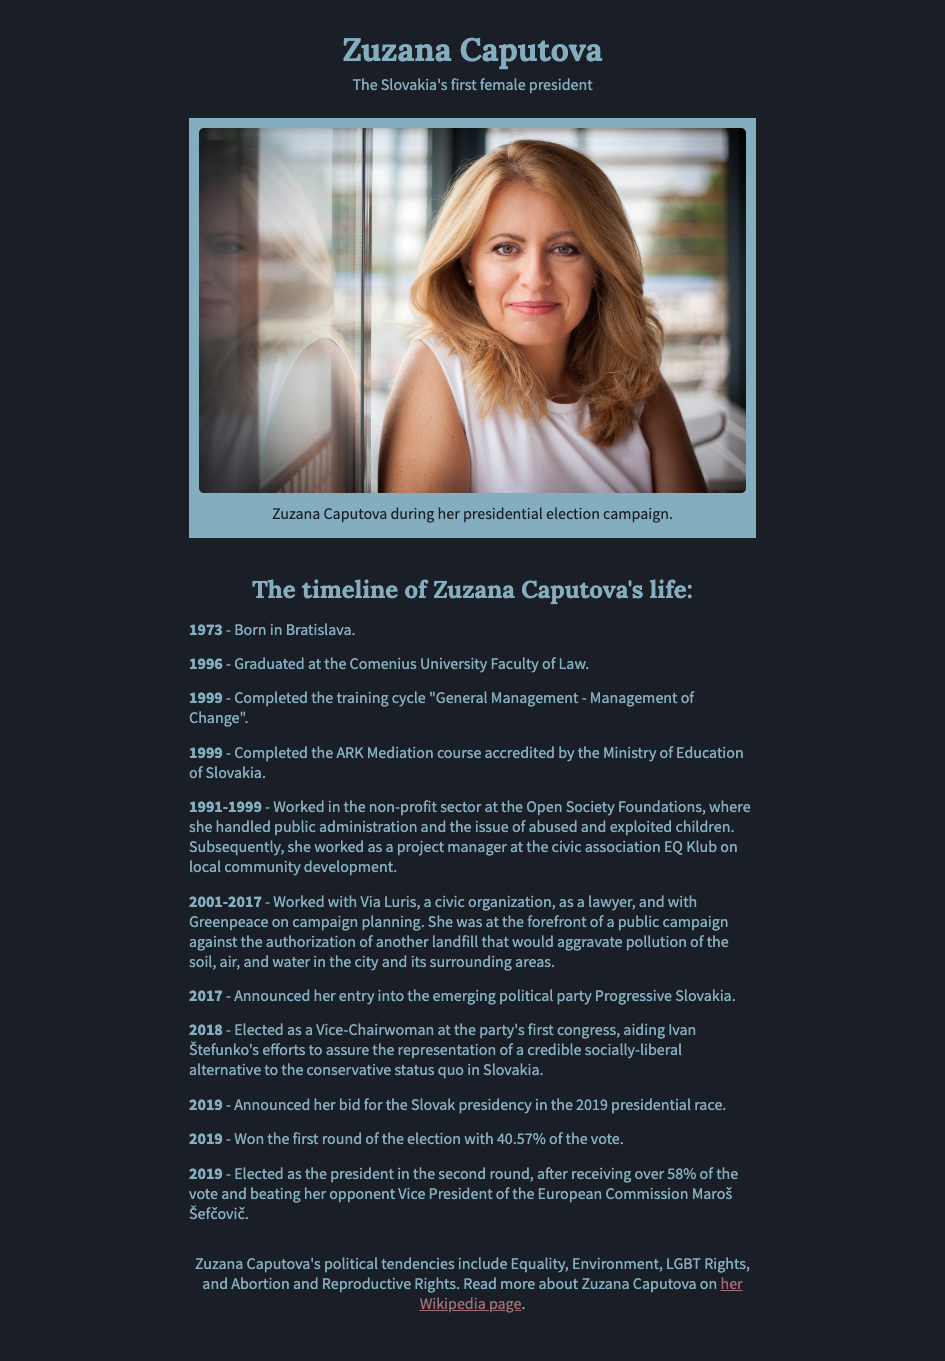 Zuzana Caputova
The Slovakia's first female president
Zuzana Caputova during her presidential election campaign.
The timeline of Zuzana Caputova's life:
1973 - Born in Bratislava.
1996 - Graduated at the Comenius University Faculty of Law.
1999 - Completed the training cycle "General Management - Management of
Change".
1999 - Completed the ARK Mediation course accredited by the Ministry of Education
of Slovakia.
1991-1999 - Worked in the non-profit sector at the Open Society Foundations, where
she handled public administration and the issue of abused and exploited children.
Subsequently, she worked as a project manager at the civic association EQ Klub on
local community development.
2001-2017 - Worked with Via Luris, a civic organization, as a lawyer, and with
Greenpeace on campaign planning. She was at the forefront of a public campaign
against the authorization of another landfill that would aggravate pollution of the
soil, air, and water in the city and its surrounding areas.
2017 - Announced her entry into the emerging political party Progressive Slovakia.
2018 - Elected as a Vice-Chairwoman at the party's first congress, aiding Ivan
Štefunko's efforts to assure the representation of a credible socially-liberal
alternative to the conservative status quo in Slovakia.
2019 - Announced her bid for the Slovak presidency in the 2019 presidential race.
2019 - Won the first round of the election with 40.57% of the vote.
2019 - Elected as the president in the second round, after receiving over 58% of the
vote and beating her opponent Vice President of the European Commission Maroš
Šefčovič.
Zuzana Caputova's political tendencies include Equality, Environment, LGBT Rights,
and Abortion and Reproductive Rights. Read more about Zuzana Caputova on her
Wikipedia page.